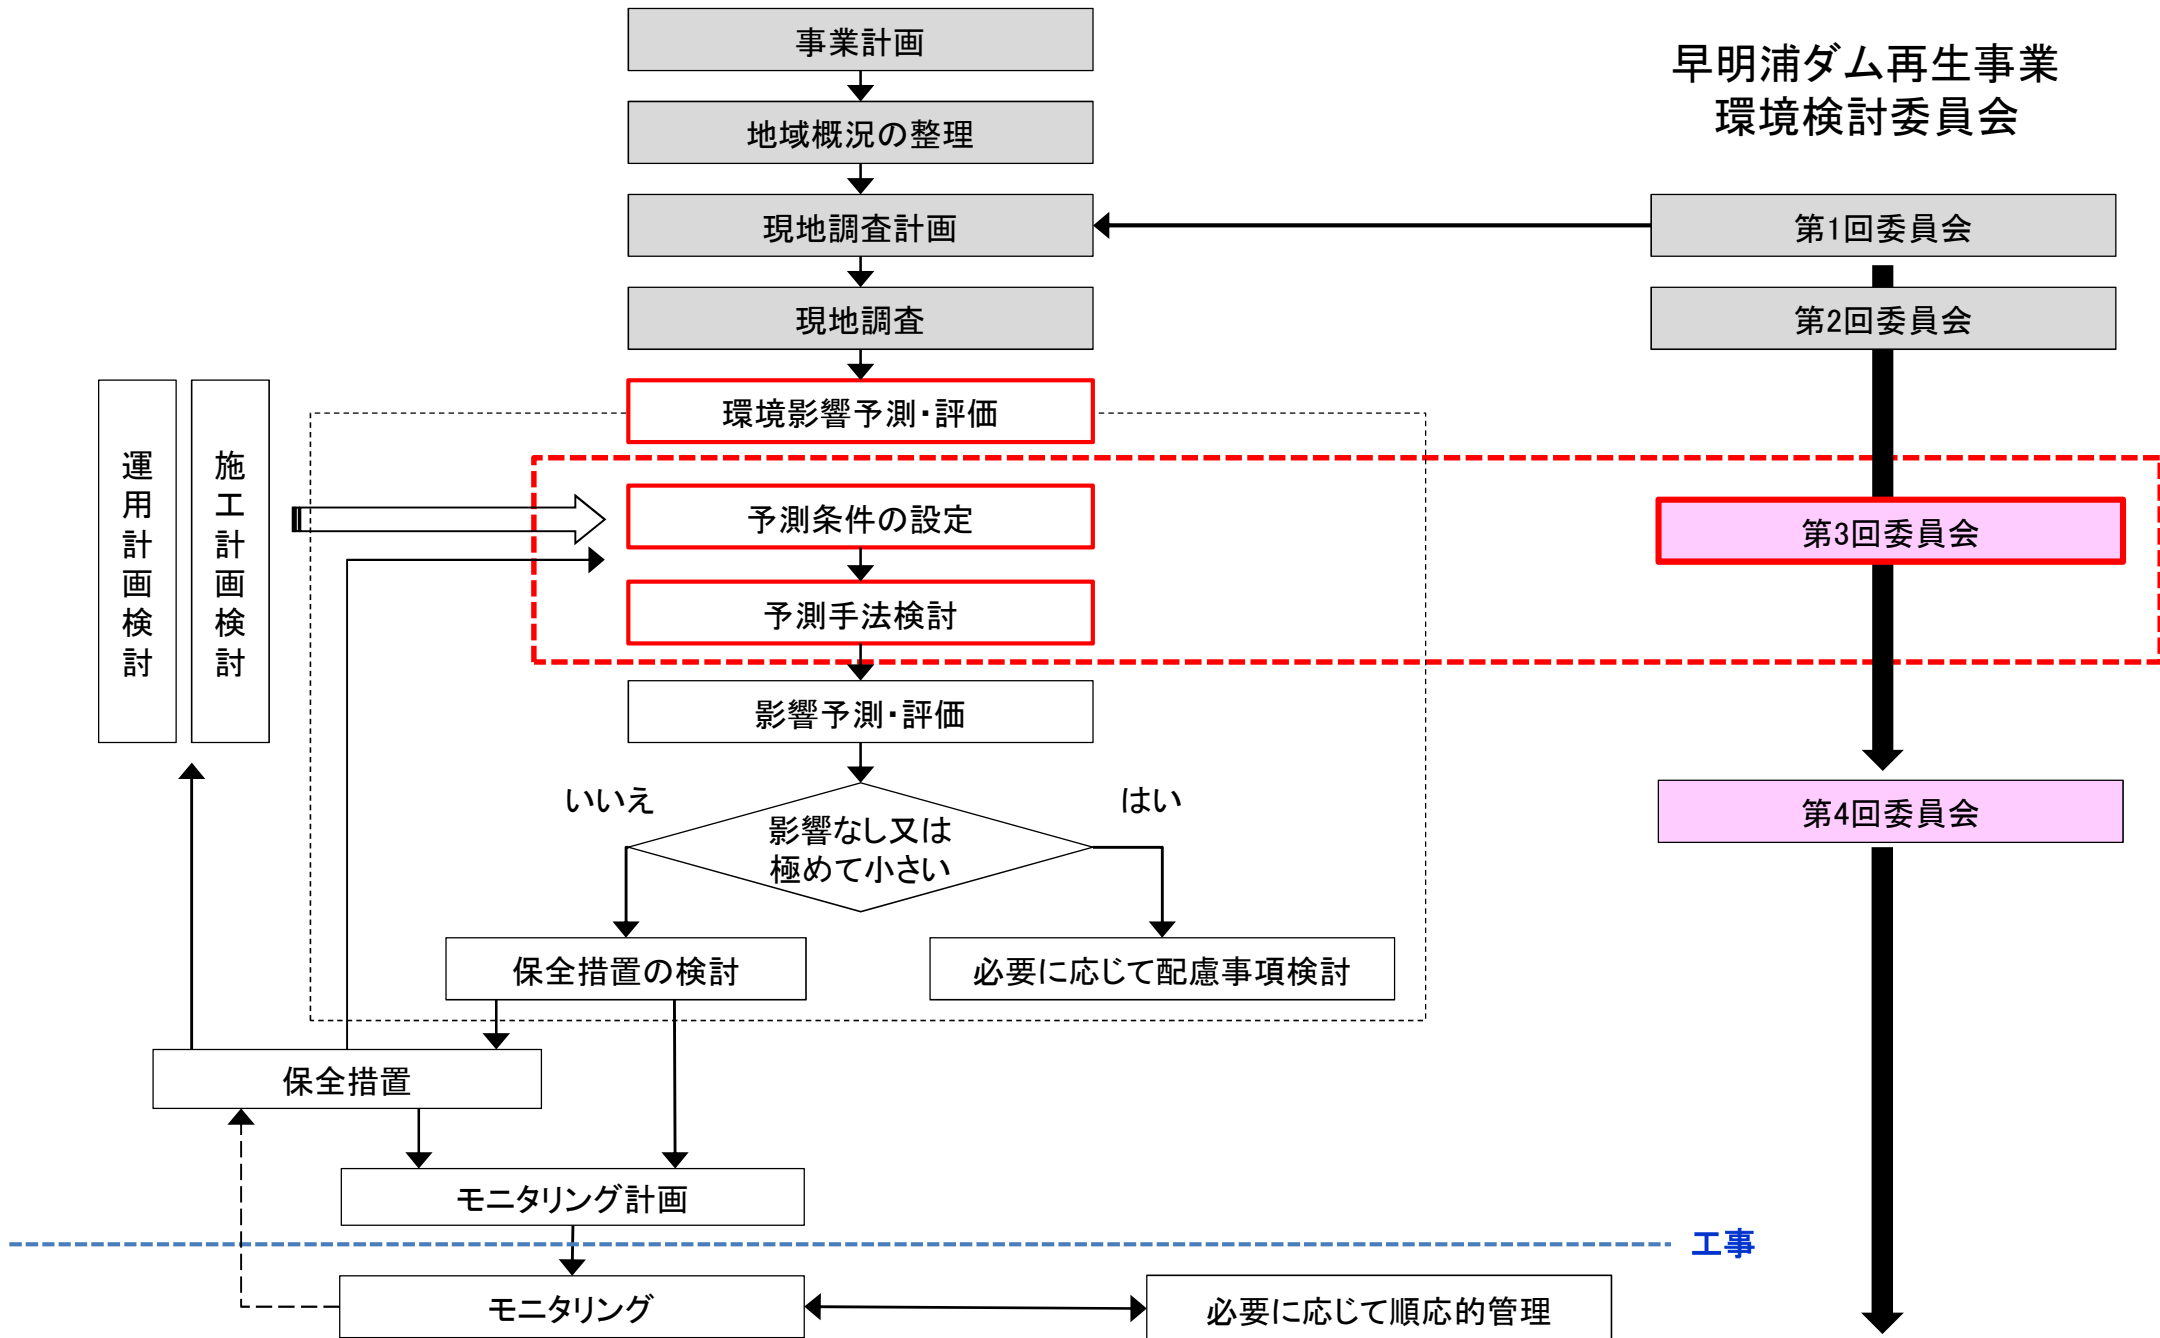 事業計画
早明浦ダム再生事業
環境検討委員会
地域概況の整理
現地調査計画
第1回委員会
現地調査
第2回委員会
環境影響予測・評価
運用計画検討
施工計画検討
予測条件の設定
第3回委員会
予測手法検討
影響予測・評価
いいえ
はい
影響なし又は
極めて小さい
第4回委員会
保全措置の検討
必要に応じて配慮事項検討
保全措置
モニタリング計画
工事
モニタリング
必要に応じて順応的管理